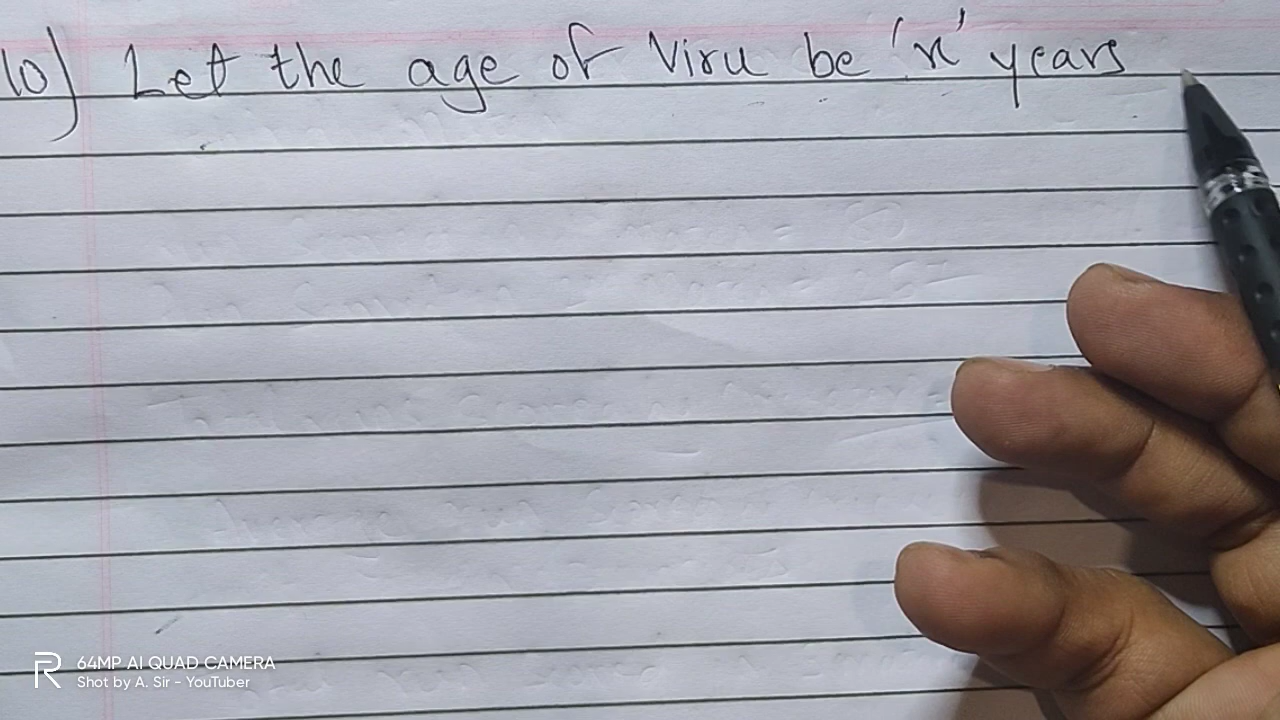 10) Let the age of Viru be 'x' years
64MP AI QUAD CAMERA
Shot by A. Sir - YouTuber